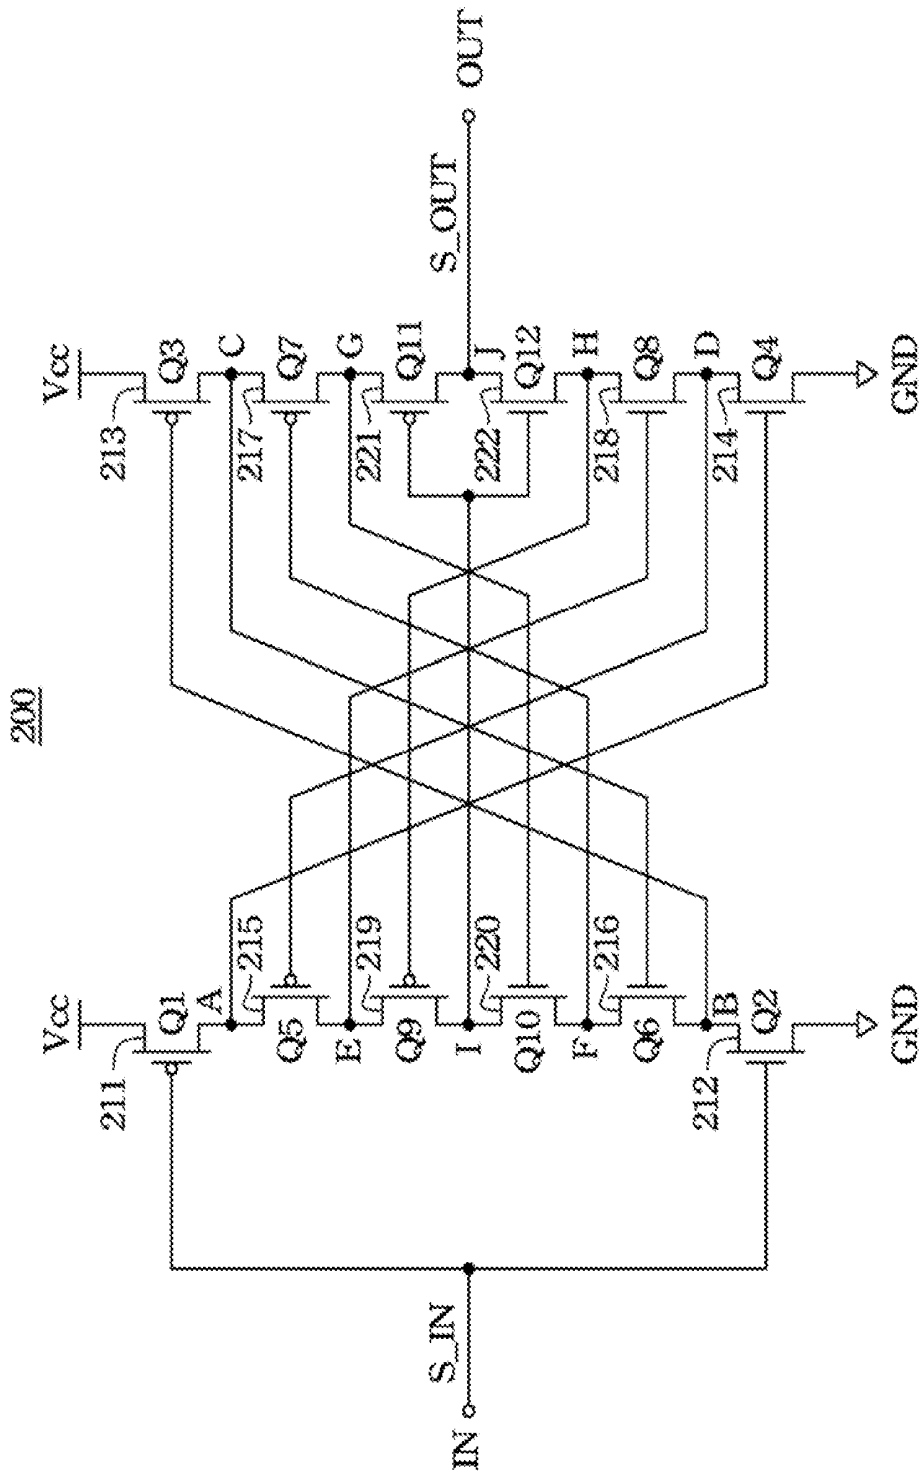 200
IN
S_IN
Vcc
211
Q1
A
215
Q5
E
219
Q9
I
220
Q10
F
216
Q6
B
212
Q2
GND
Vcc
213
Q3
C
217
Q7
G
221
Q11
J
222
Q12
H
218
Q8
D
214
Q4
GND
S_OUT
OUT